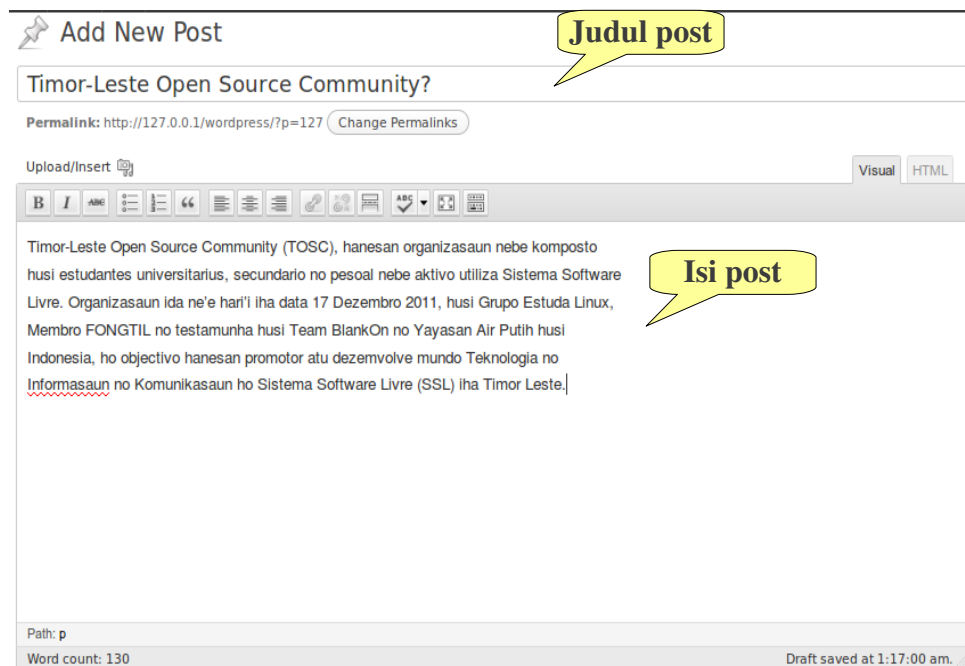 Add New Post
Judul post
Timor-Leste Open Source Community?
Permalink: http://127.0.0.1/wordpress/?p=127 Change Permalinks
Upload/Insert
Visual HTML
B I ABC ABC
Timor-Leste Open Source Community (TOSC), hanesan organizasaun nebe komposto
husi estudantes universitarius, secundario no pesoal nebe aktivo utiliza Sistema Software
Livre. Organizasaun ida ne'e hari'i iha data 17 Dezembro 2011, husi Grupo Estuda Linux,
Membro FONGTIL no testamunha husi Team BlankOn no Yayasan Air Putih husi
Indonesia, ho objectivo hanesan promotor atu dezemvolve mundo Teknologia no
Informasaun no Komunikasaun ho Sistema Software Livre (SSL) iha Timor Leste.
Isi post
Path: p
Word count: 130 Draft saved at 1:17:00 am.